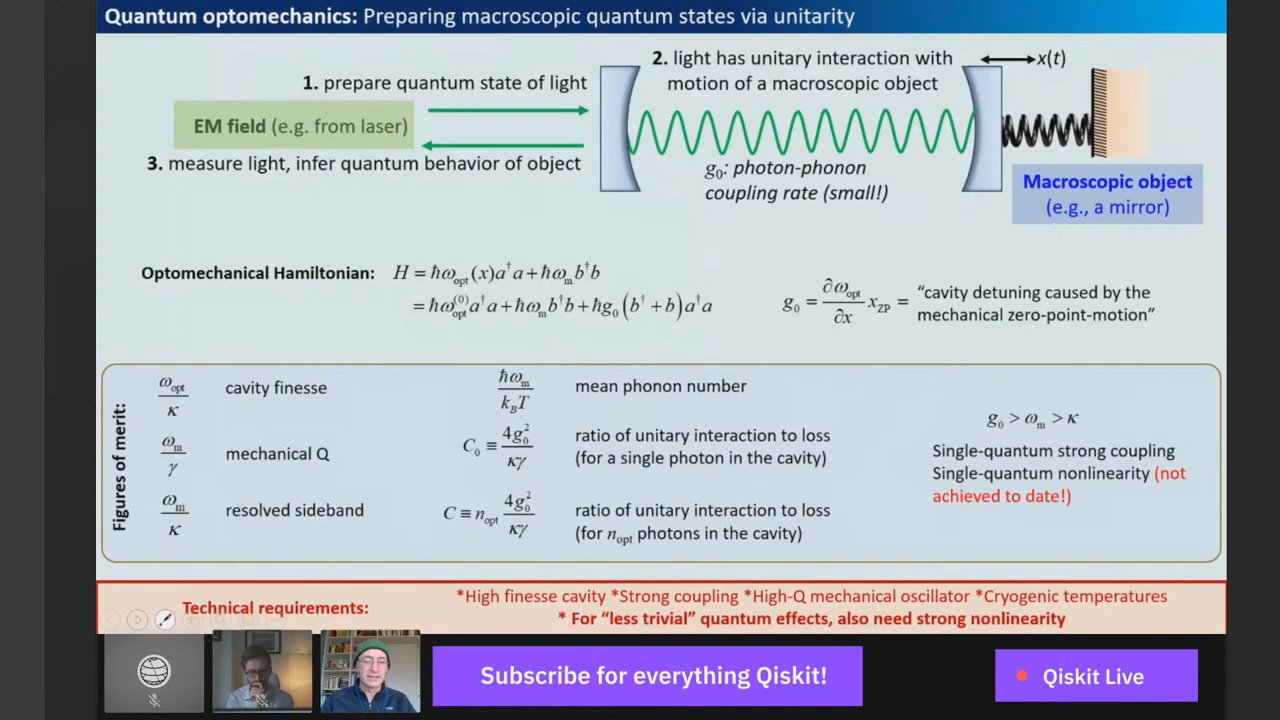 Quantum optomechanics: Preparing macroscopic quantum states via unitarity
1. prepare quantum state of light
EM field (e.g. from laser)
3. measure light, infer quantum behavior of object
2. light has unitary interaction with
motion of a macroscopic object
x(t)
g₀: photon-phonon
coupling rate (small!)
Macroscopic object
(e.g., a mirror)
Optomechanical Hamiltonian: H = ħω_opt(x)a†a + ħω_m b†b
= ħω_opt^(0) a†a + ħω_m b†b + ħg₀(b† + b)a†a
g₀ = ∂ω_opt/∂x x_ZP = “cavity detuning caused by the
mechanical zero-point-motion”
Figures of merit:
ω_opt/κ cavity finesse
ω_m/γ mechanical Q
ω_m/κ resolved sideband
ħω_m/k_BT mean phonon number
C₀ ≡ 4g₀²/κγ ratio of unitary interaction to loss
(for a single photon in the cavity)
C ≡ n_opt 4g₀²/κγ ratio of unitary interaction to loss
(for n_opt photons in the cavity)
g₀ > ω_m > κ
Single-quantum strong coupling
Single-quantum nonlinearity (not
achieved to date!)
Technical requirements:
*High finesse cavity *Strong coupling *High-Q mechanical oscillator *Cryogenic temperatures
* For “less trivial” quantum effects, also need strong nonlinearity
Subscribe for everything Qiskit!
Qiskit Live